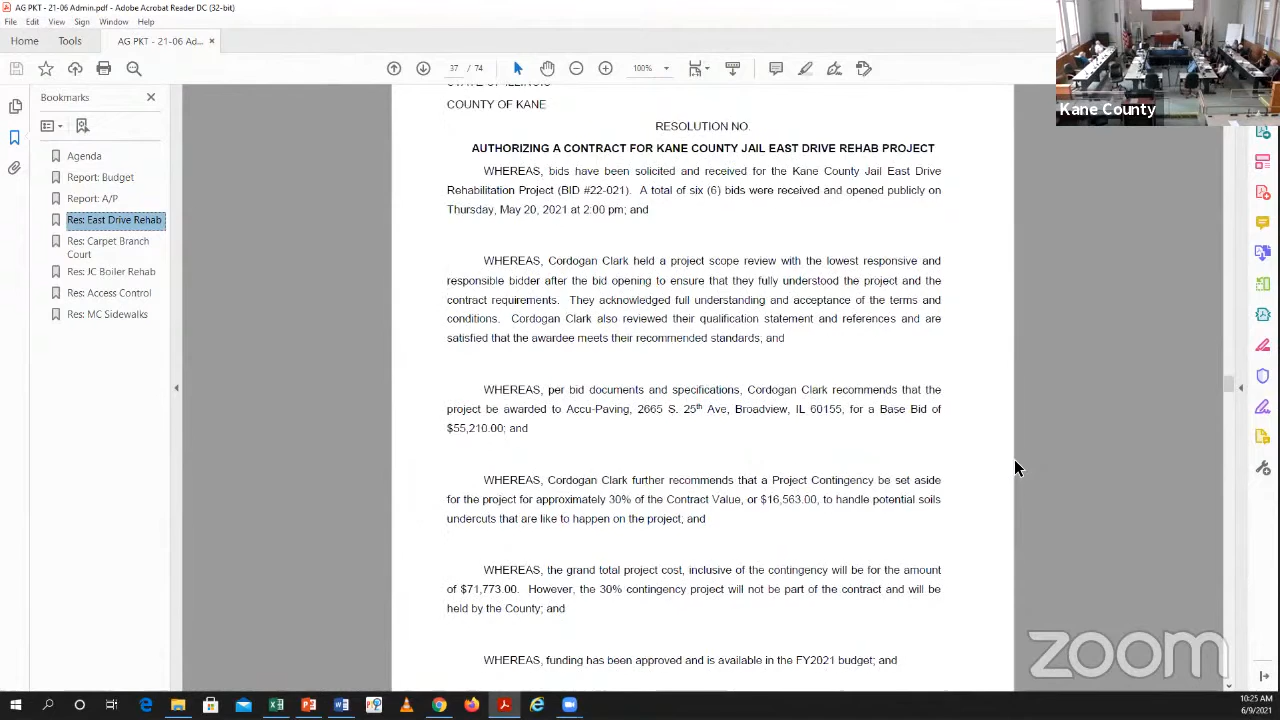 AG PKT - 21-06 Admin.pdf - Adobe Acrobat Reader DC (32-bit)
File Edit View Sign Window Help
Home Tools AG PKT - 21-06 Ad... ×
37 / 74 100%
Bookmarks
Agenda
Report: Budget
Report: A/P
Res: East Drive Rehab
Res: Carpet Branch
Court
Res: JC Boiler Rehab
Res: Access Control
Res: MC Sidewalks
STATE OF ILLINOIS
COUNTY OF KANE
RESOLUTION NO.
AUTHORIZING A CONTRACT FOR KANE COUNTY JAIL EAST DRIVE REHAB PROJECT
WHEREAS, bids have been solicited and received for the Kane County Jail East Drive
Rehabilitation Project (BID #22-021). A total of six (6) bids were received and opened publicly on
Thursday, May 20, 2021 at 2:00 pm; and
WHEREAS, Cordogan Clark held a project scope review with the lowest responsive and
responsible bidder after the bid opening to ensure that they fully understood the project and the
contract requirements. They acknowledged full understanding and acceptance of the terms and
conditions. Cordogan Clark also reviewed their qualification statement and references and are
satisfied that the awardee meets their recommended standards; and
WHEREAS, per bid documents and specifications, Cordogan Clark recommends that the
project be awarded to Accu-Paving, 2665 S. 25th Ave, Broadview, IL 60155, for a Base Bid of
$55,210.00; and
WHEREAS, Cordogan Clark further recommends that a Project Contingency be set aside
for the project for approximately 30% of the Contract Value, or $16,563.00, to handle potential soils
undercuts that are like to happen on the project; and
WHEREAS, the grand total project cost, inclusive of the contingency will be for the amount
of $71,773.00. However, the 30% contingency project will not be part of the contract and will be
held by the County; and
WHEREAS, funding has been approved and is available in the FY2021 budget; and
Kane County
zoom
10:25 AM
6/9/2021